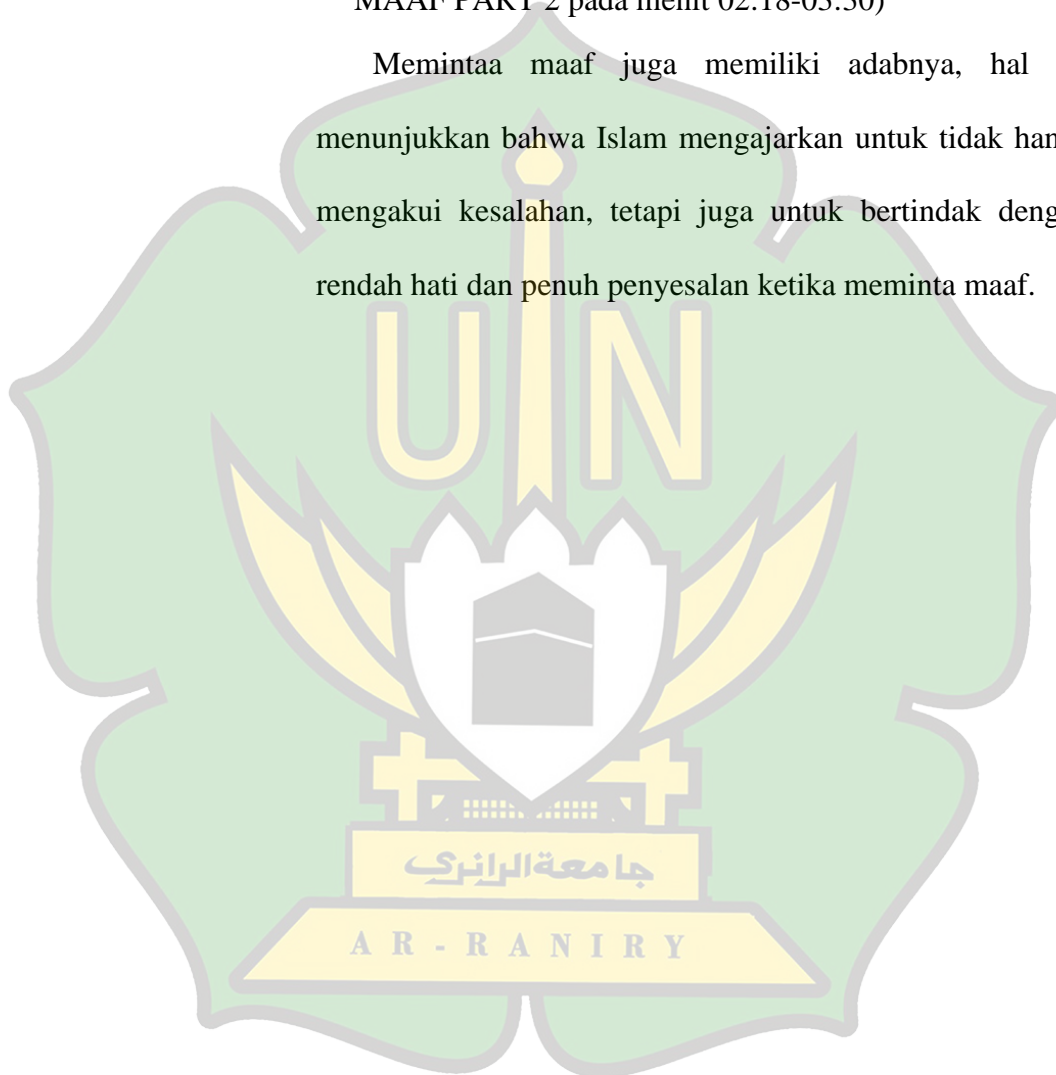 MAAF PART 2 pada menit 02.18-03.30)
Memintaa maaf juga memiliki adabnya, hal
menunjukkan bahwa Islam mengajarkan untuk tidak han
mengakui kesalahan, tetapi juga untuk bertindak deng
rendah hati dan penuh penyesalan ketika meminta maaf.
UIN
جامعةالرانري
AR-RANIRY